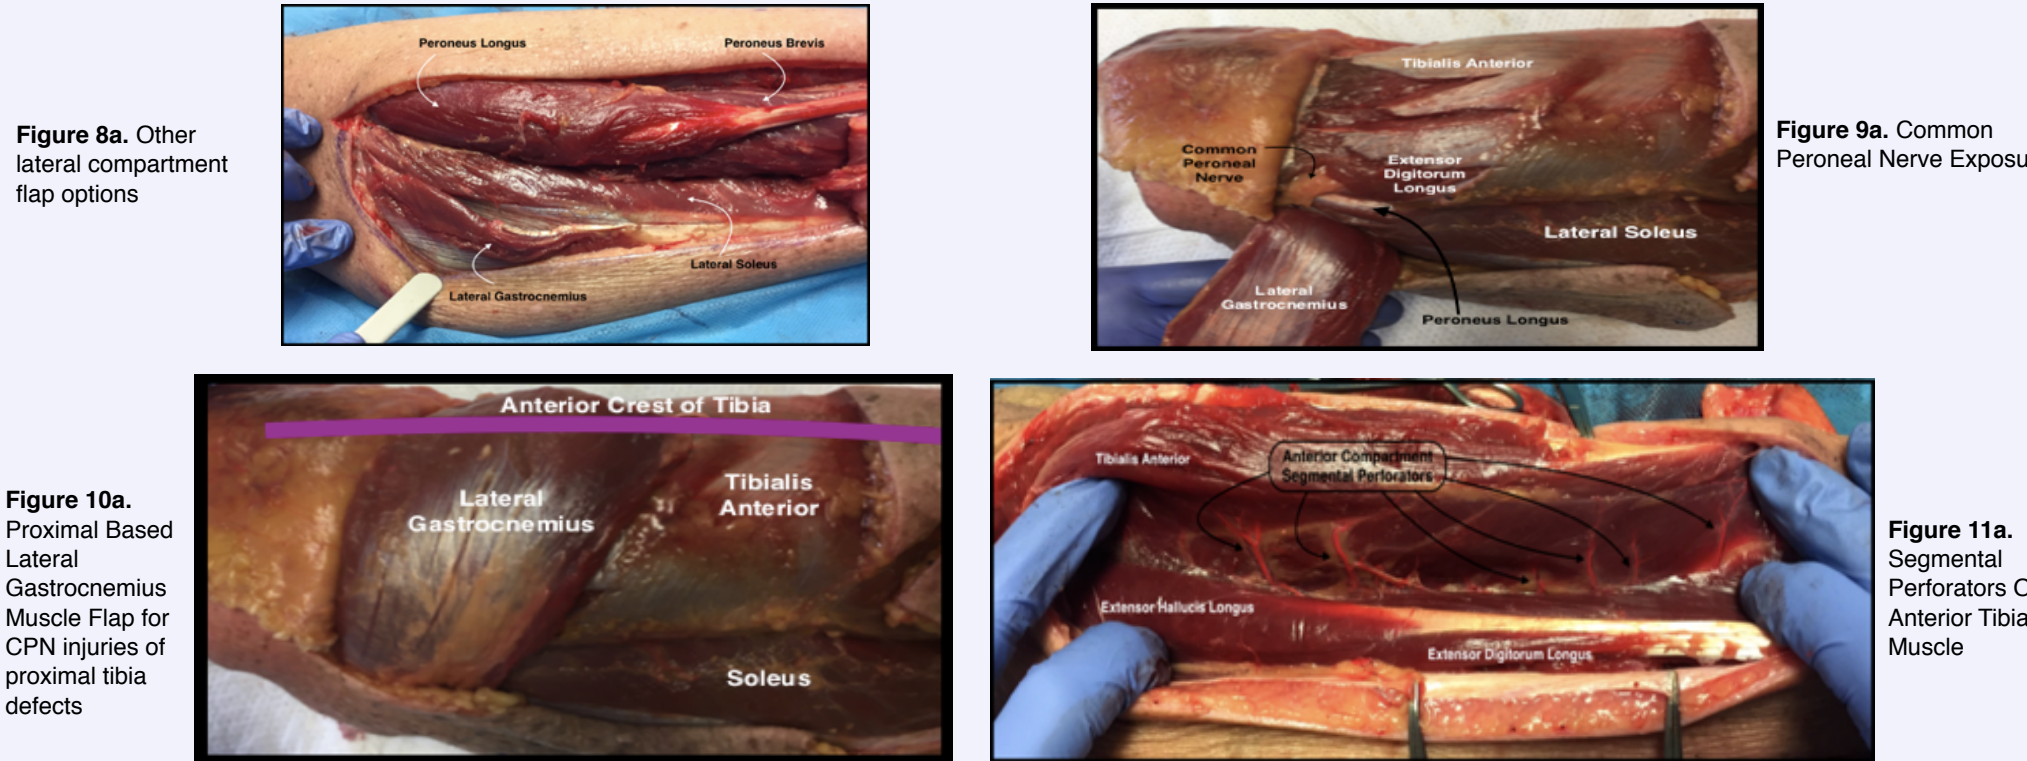 Figure 8a. Other
lateral compartment
flap options
Peroneus Longus
Peroneus Brevis
Lateral Soleus
Lateral Gastrocnemius
Tibialis Anterior
Common
Peroneal
Nerve
Extensor
Digitorum
Longus
Lateral Soleus
Lateral
Gastrocnemius
Peroneus Longus
Figure 9a. Common
Peroneal Nerve Exposu
Figure 10a.
Proximal Based
Lateral
Gastrocnemius
Muscle Flap for
CPN injuries of
proximal tibia
defects
Anterior Crest of Tibia
Lateral
Gastrocnemius
Tibialis
Anterior
Soleus
Tibialis Anterior
Anterior Compartment
Segmental Perforators
Extensor Hallucis Longus
Extensor Digitorum Longus
Figure 11a.
Segmental
Perforators O
Anterior Tibia
Muscle